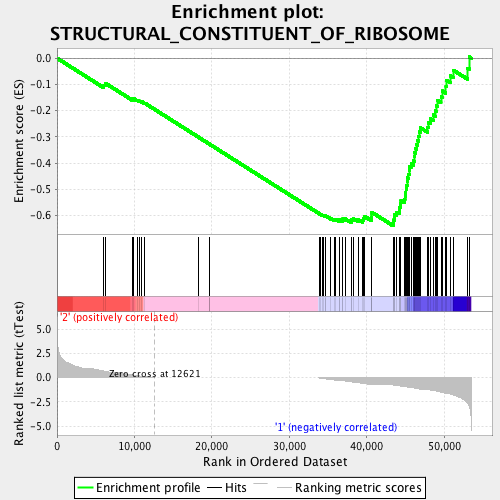 Enrichment plot:
STRUCTURAL_CONSTITUENT_OF_RIBOSOME
Enrichment score (ES)
0.0
-0.1
-0.2
-0.3
-0.4
-0.5
-0.6
'2' (positively correlated)
Ranked list metric (tTest)
5.0
2.5
0.0
-2.5
-5.0
Zero cross at 12621
'1' (negatively correlated)
0 10,000 20,000 30,000 40,000 50,000
Rank in Ordered Dataset
Enrichment profile Hits Ranking metric scores